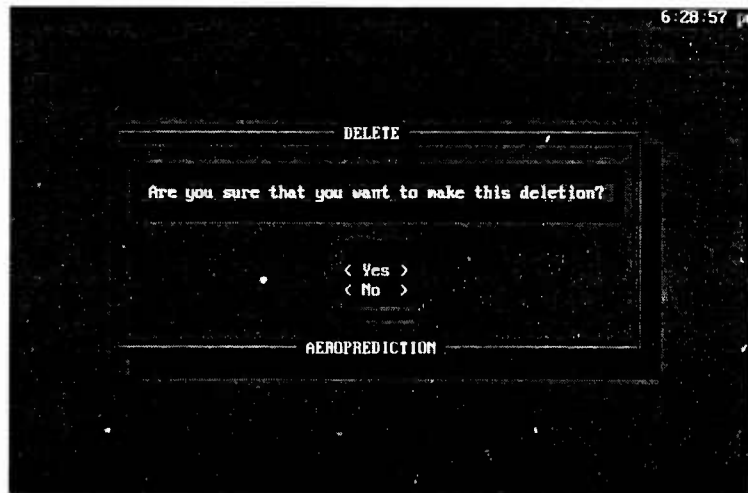 6:28:57
DELETE
Are you sure that you want to make this deletion?
< Yes >
< No >
AEROPREDICTION